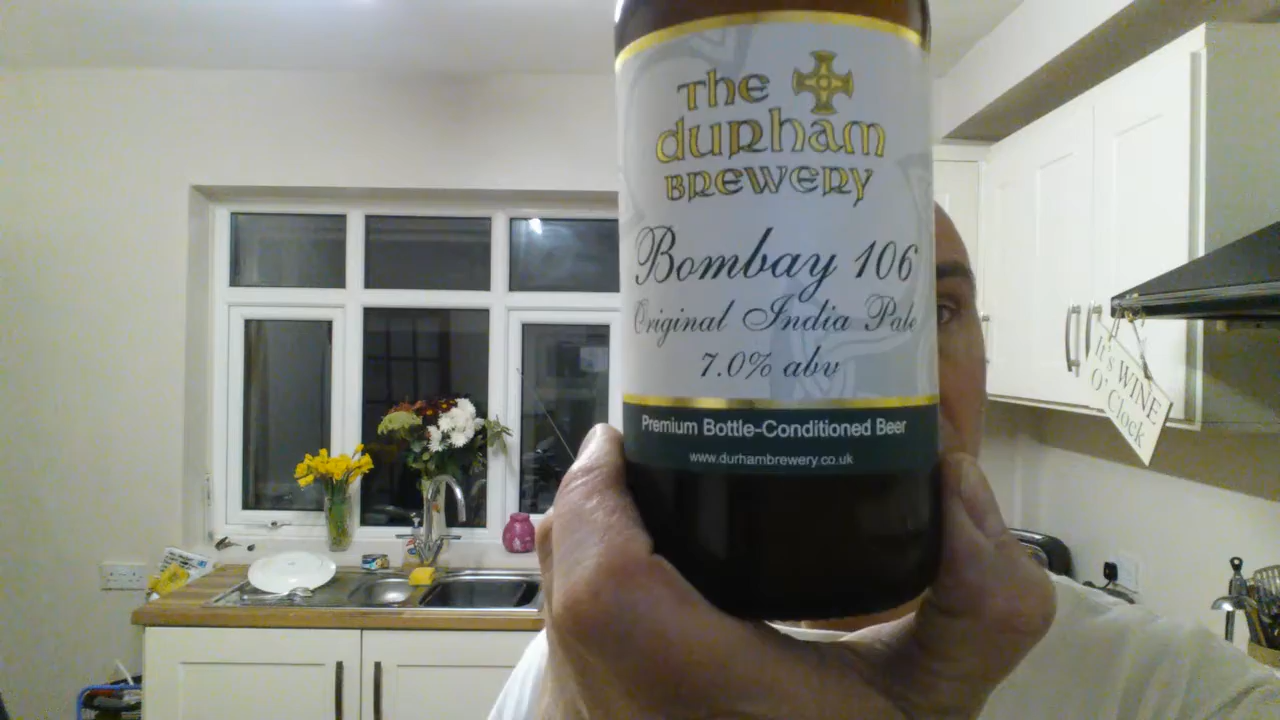 The
durham
BREWERY
Bombay 106
Original India Pale
7.0% abv
Premium Bottle-Conditioned Beer
www.durhambrewery.co.uk
It's WINE
O' Clock